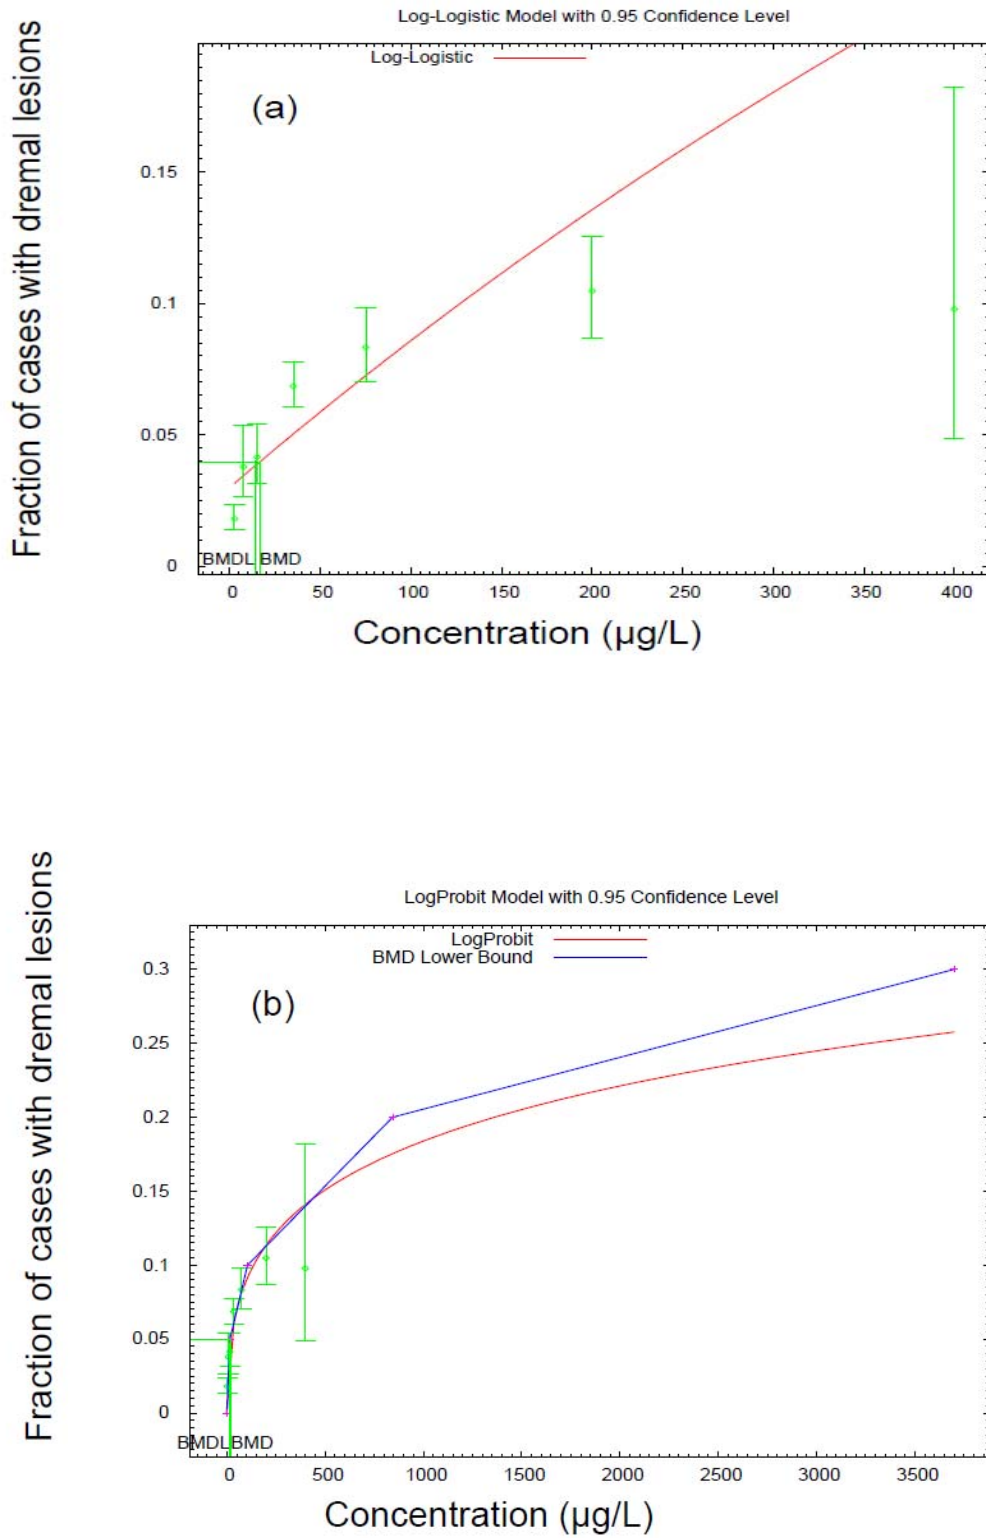 Log-Logistic Model with 0.95 Confidence Level
Log-Logistic
(a)
Fraction of cases with dremal lesions
0.15
0.1
0.05
0
BMDL BMD
0 50 100 150 200 250 300 350 400
Concentration (µg/L)
LogProbit Model with 0.95 Confidence Level
LogProbit
BMD Lower Bound
(b)
Fraction of cases with dremal lesions
0.3
0.25
0.2
0.15
0.1
0.05
0
BMDL BMD
0 500 1000 1500 2000 2500 3000 3500
Concentration (µg/L)